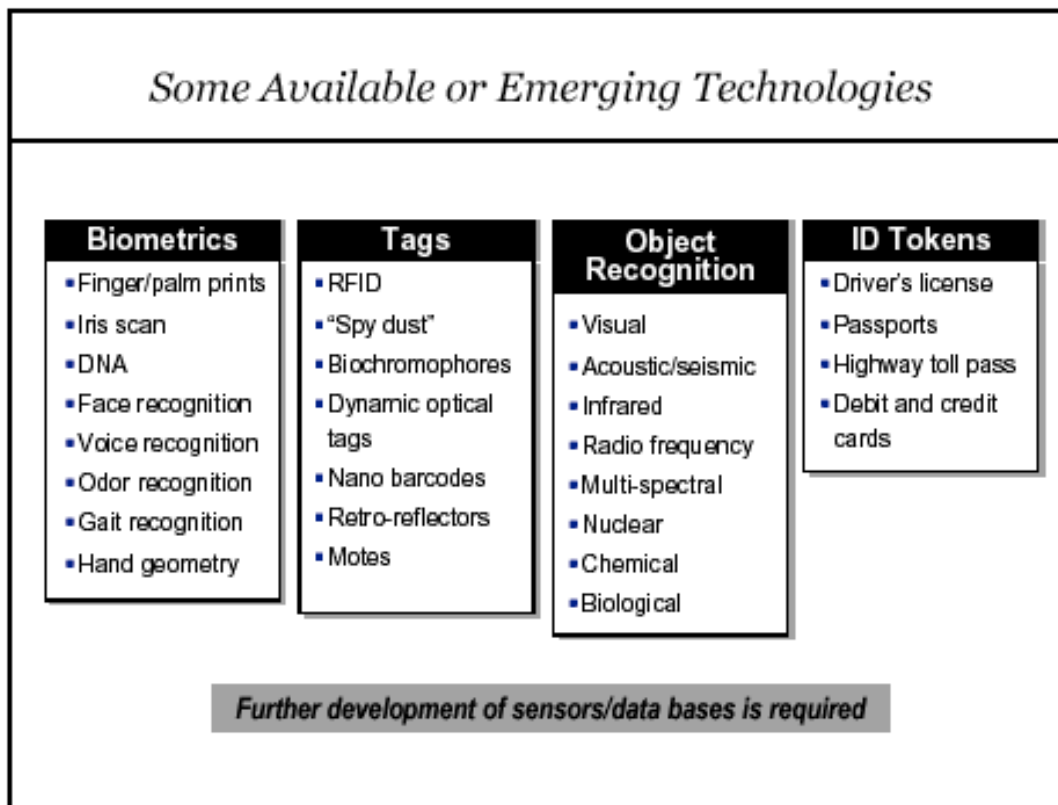 Some Available or Emerging Technologies
Biometrics
▪Finger/palm prints
▪Iris scan
▪DNA
▪Face recognition
▪Voice recognition
▪Odor recognition
▪Gait recognition
▪Hand geometry
Tags
▪RFID
▪“Spy dust”
▪Biochromophores
▪Dynamic optical
tags
▪Nano barcodes
▪Retro-reflectors
▪Motes
Object
Recognition
▪Visual
▪Acoustic/seismic
▪Infrared
▪Radio frequency
▪Multi-spectral
▪Nuclear
▪Chemical
▪Biological
ID Tokens
▪Driver’s license
▪Passports
▪Highway toll pass
▪Debit and credit
cards
Further development of sensors/data bases is required